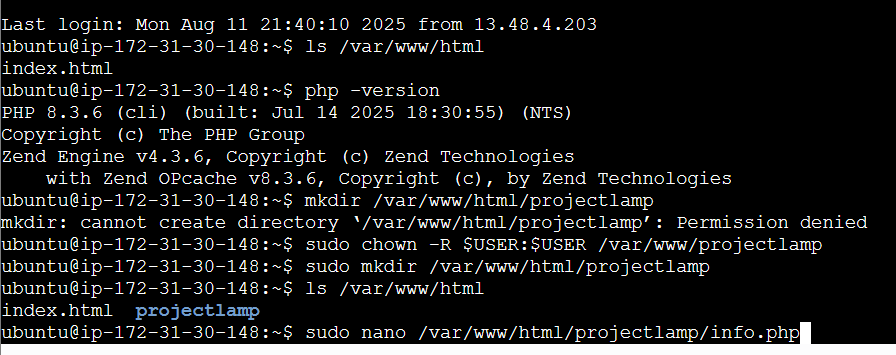 Last login: Mon Aug 11 21:40:10 2025 from 13.48.4.203
ubuntu@ip-172-31-30-148:~$ ls /var/www/html
index.html
ubuntu@ip-172-31-30-148:~$ php -version
PHP 8.3.6 (cli) (built: Jul 14 2025 18:30:55) (NTS)
Copyright (c) The PHP Group
Zend Engine v4.3.6, Copyright (c) Zend Technologies
    with Zend OPcache v8.3.6, Copyright (c), by Zend Technologies
ubuntu@ip-172-31-30-148:~$ mkdir /var/www/html/projectlamp
mkdir: cannot create directory ‘/var/www/html/projectlamp’: Permission denied
ubuntu@ip-172-31-30-148:~$ sudo chown -R $USER:$USER /var/www/projectlamp
ubuntu@ip-172-31-30-148:~$ sudo mkdir /var/www/html/projectlamp
ubuntu@ip-172-31-30-148:~$ ls /var/www/html
index.html  projectlamp
ubuntu@ip-172-31-30-148:~$ sudo nano /var/www/html/projectlamp/info.php